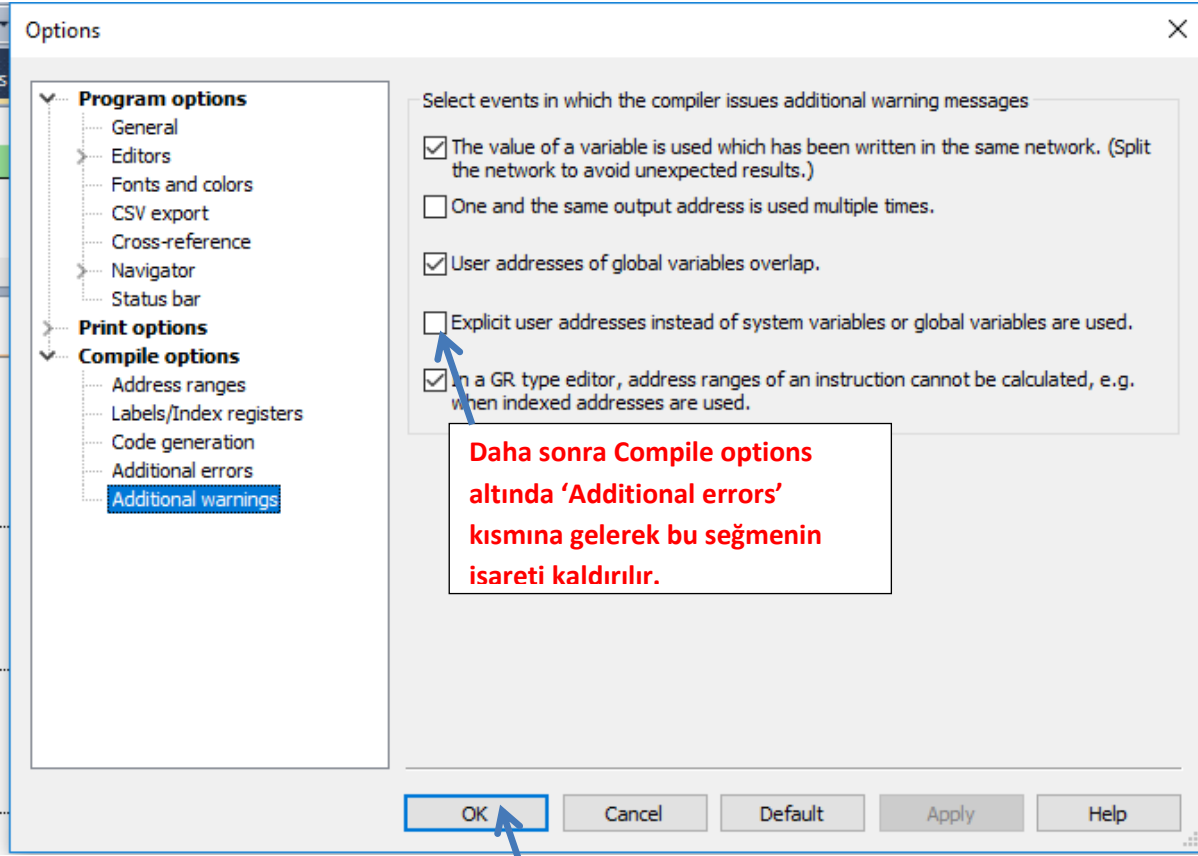 Options
Program options
General
Editors
Fonts and colors
CSV export
Cross-reference
Navigator
Status bar
Print options
Compile options
Address ranges
Labels/Index registers
Code generation
Additional errors
Additional warnings
Select events in which the compiler issues additional warning messages
The value of a variable is used which has been written in the same network. (Split
the network to avoid unexpected results.)
One and the same output address is used multiple times.
User addresses of global variables overlap.
Explicit user addresses instead of system variables or global variables are used.
In a GR type editor, address ranges of an instruction cannot be calculated, e.g.
when indexed addresses are used.
Daha sonra Compile options
altında ‘Additional errors’
kısmına gelerek bu seğmenin
işareti kaldırılır.
OK Cancel Default Apply Help